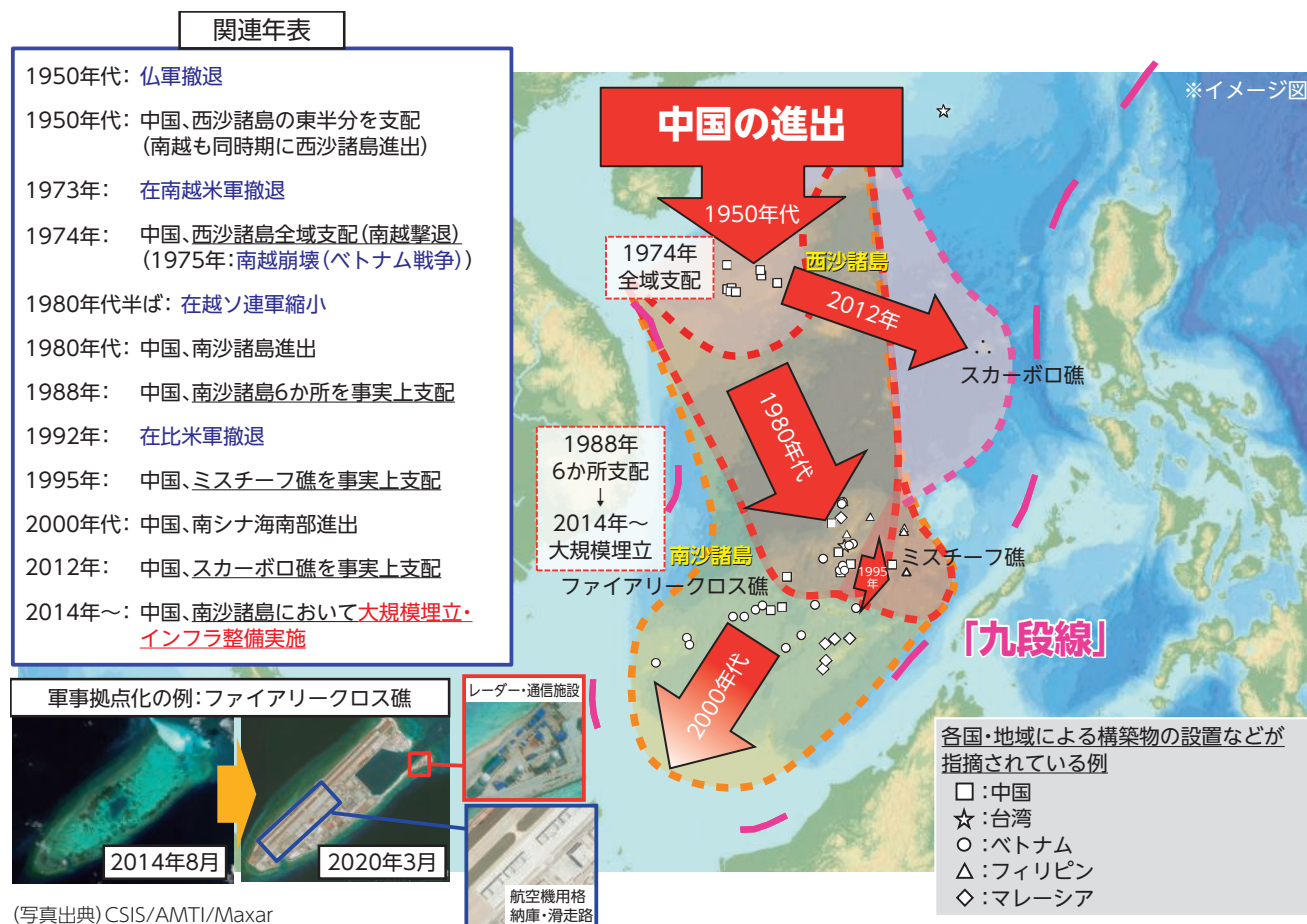 関連年表
1950年代：仏軍撤退
1950年代：中国、西沙諸島の東半分を支配
(南越も同時期に西沙諸島進出)
1973年：在南越米軍撤退
1974年：中国、西沙諸島全域支配(南越撃退)
(1975年：南越崩壊(ベトナム戦争))
1980年代半ば：在越ソ連軍縮小
1980年代：中国、南沙諸島進出
1988年：中国、南沙諸島6か所を事実上支配
1992年：在比米軍撤退
1995年：中国、ミスチーフ礁を事実上支配
2000年代：中国、南シナ海南部進出
2012年：中国、スカーボロ礁を事実上支配
2014年～：中国、南沙諸島において大規模埋立・
インフラ整備実施
※イメージ図
中国の進出
1950年代
1974年
全域支配
西沙諸島
2012年
スカーボロ礁
1980年代
1988年
6か所支配
↓
2014年～
大規模埋立
南沙諸島
ファイアリークロス礁
1995
年
ミスチーフ礁
「九段線」
2000年代
軍事拠点化の例：ファイアリークロス礁
2014年8月
2020年3月
レーダー・通信施設
航空機用格
納庫・滑走路
(写真出典)CSIS/AMTI/Maxar
各国・地域による構築物の設置などが
指摘されている例
□：中国
☆：台湾
○：ベトナム
△：フィリピン
◇：マレーシア